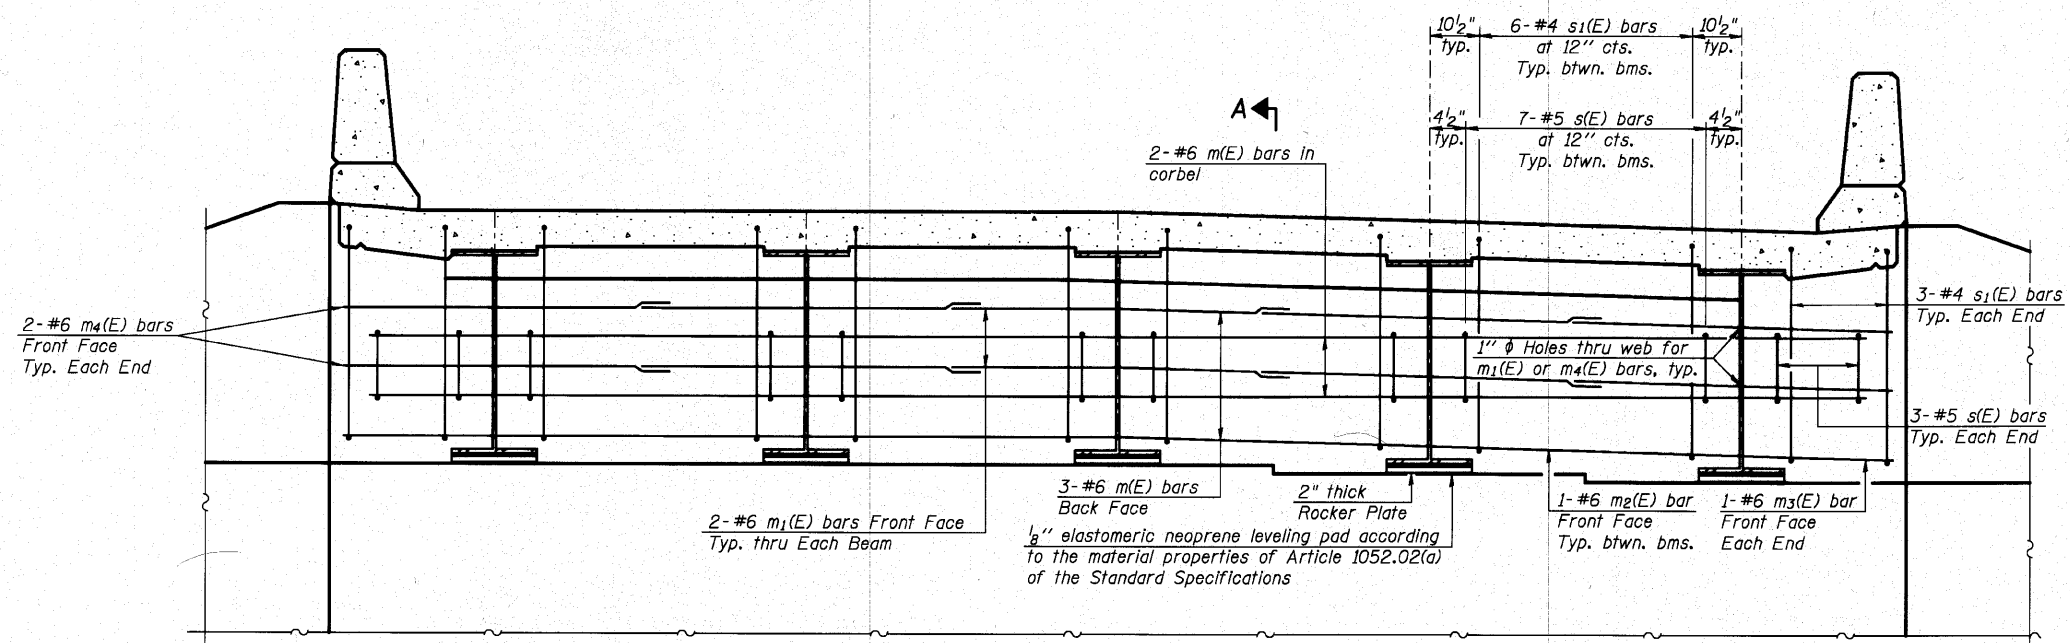 10½" typ.
6-#4 s1(E) bars at 12" cts. Typ. btwn. bms.
10½" typ.
A
4½" typ.
7-#5 s(E) bars at 12" cts. Typ. btwn. bms.
4½" typ.
2-#6 m(E) bars in
corbel
2-#6 m4(E) bars
Front Face
Typ. Each End
3-#4 s1(E) bars
Typ. Each End
1" ϕ Holes thru web for
m1(E) or m4(E) bars, typ.
3-#5 s(E) bars
Typ. Each End
2-#6 m1(E) bars Front Face
Typ. thru Each Beam
3-#6 m(E) bars
Back Face
2" thick
Rocker Plate
⅛" elastomeric neoprene leveling pad according
to the material properties of Article 1052.02(a)
of the Standard Specifications
1-#6 m2(E) bar
Front Face
Typ. btwn. bms.
1-#6 m3(E) bar
Front Face
Each End